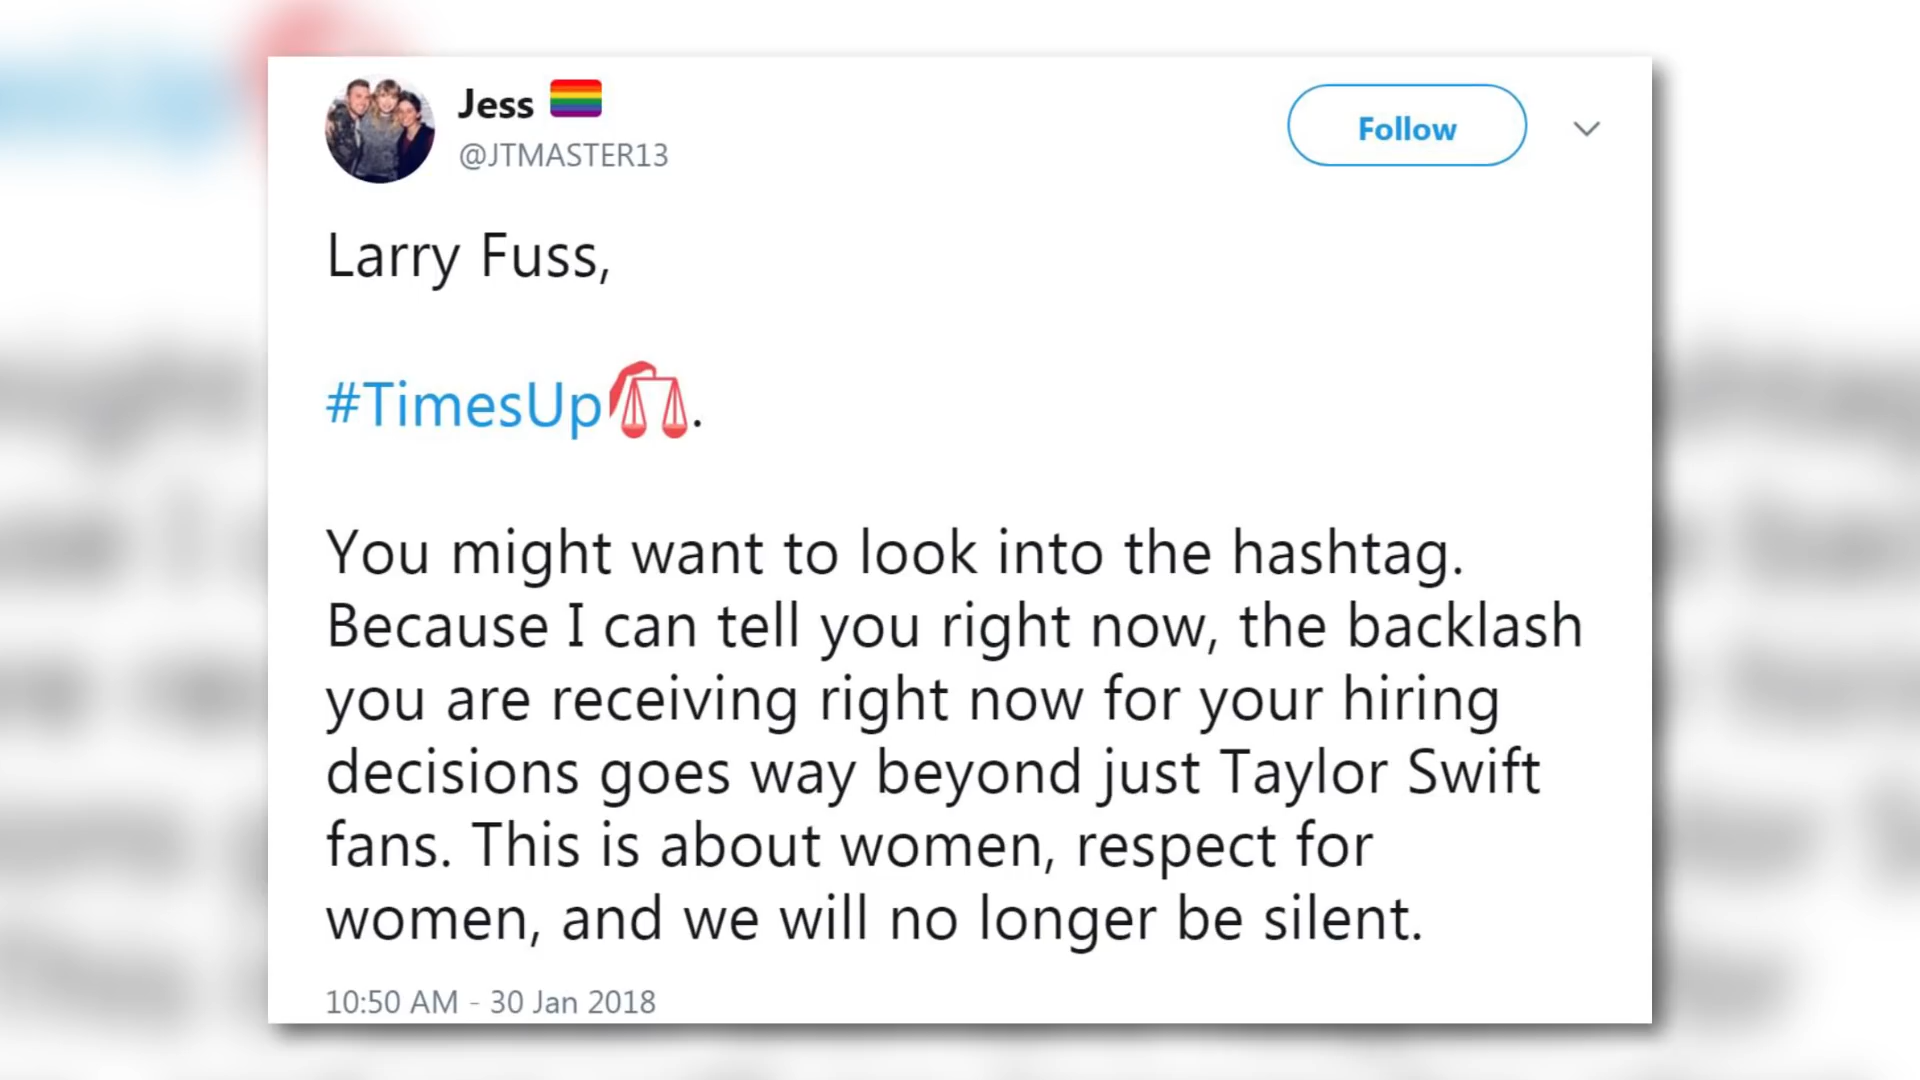 Jess
@JTMASTER13
Follow
Larry Fuss,
#TimesUp.
You might want to look into the hashtag.
Because I can tell you right now, the backlash
you are receiving right now for your hiring
decisions goes way beyond just Taylor Swift
fans. This is about women, respect for
women, and we will no longer be silent.
10:50 AM - 30 Jan 2018